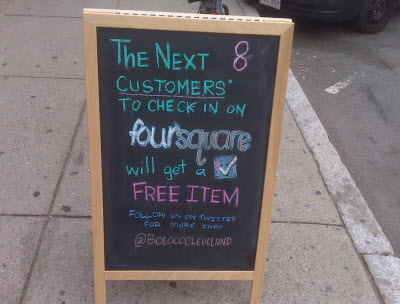 The Next 8
CUSTOMERS*
TO CHECK IN ON
foursquare
will get a
FREE ITEM
FOLLOW US ON TWITTER
FOR MORE INFO
@BOLOCOCLEVELAND